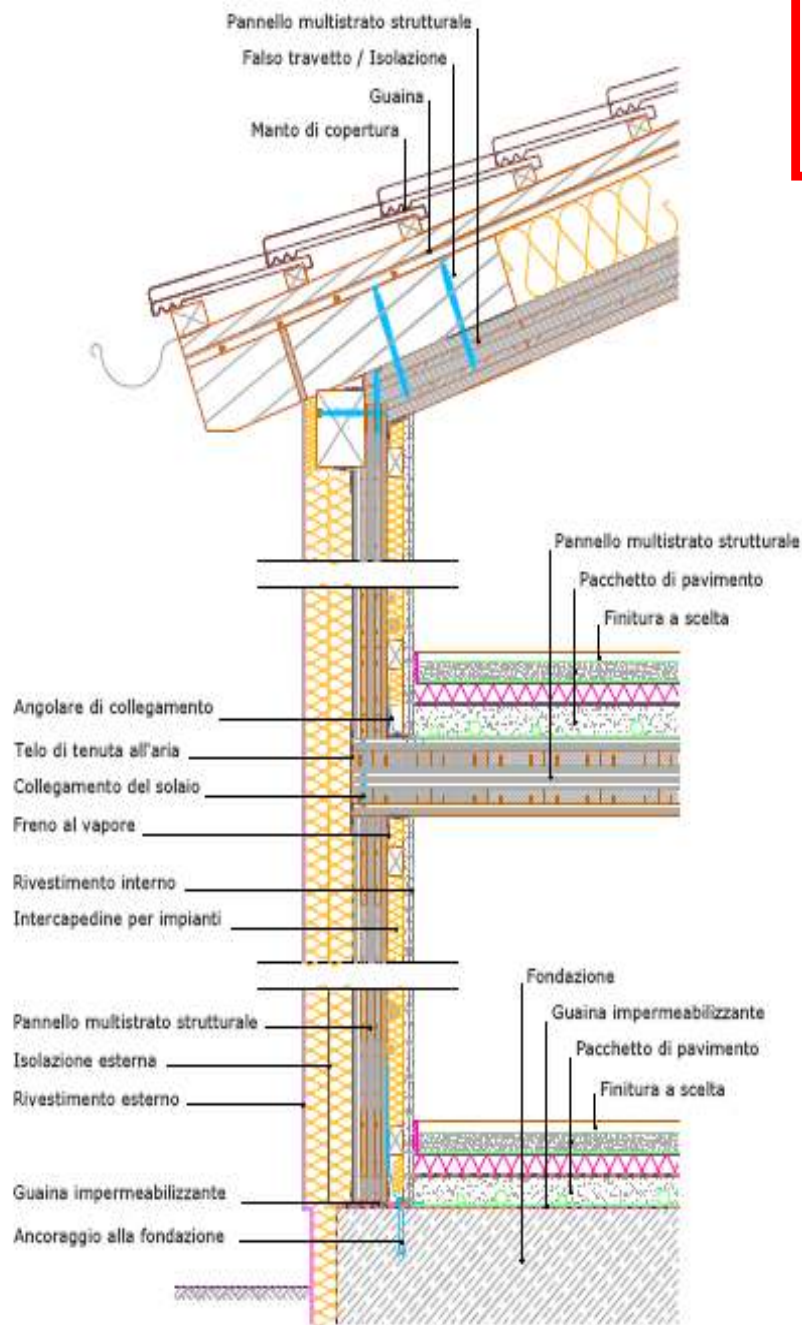 Pannello multistrato strutturale
Falso travetto / Isolazione
Guaina
Manto di copertura
Pannello multistrato strutturale
Pacchetto di pavimento
Finitura a scelta
Angolare di collegamento
Telo di tenuta all'aria
Collegamento del solaio
Freno al vapore
Rivestimento interno
Intercapedine per impianti
Fondazione
Guaina impermeabilizzante
Pacchetto di pavimento
Finitura a scelta
Pannello multistrato strutturale
Isolazione esterna
Rivestimento esterno
Guaina impermeabilizzante
Ancoraggio alla fondazione